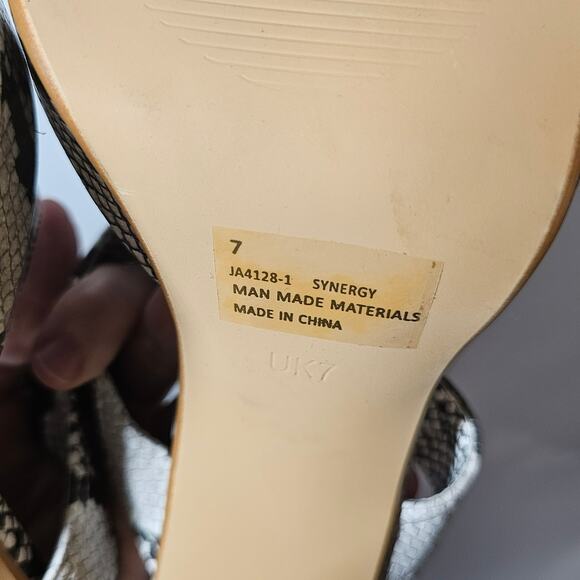 7
JA4128-1 SYNERGY
MAN MADE MATERIALS
MADE IN CHINA
UK7